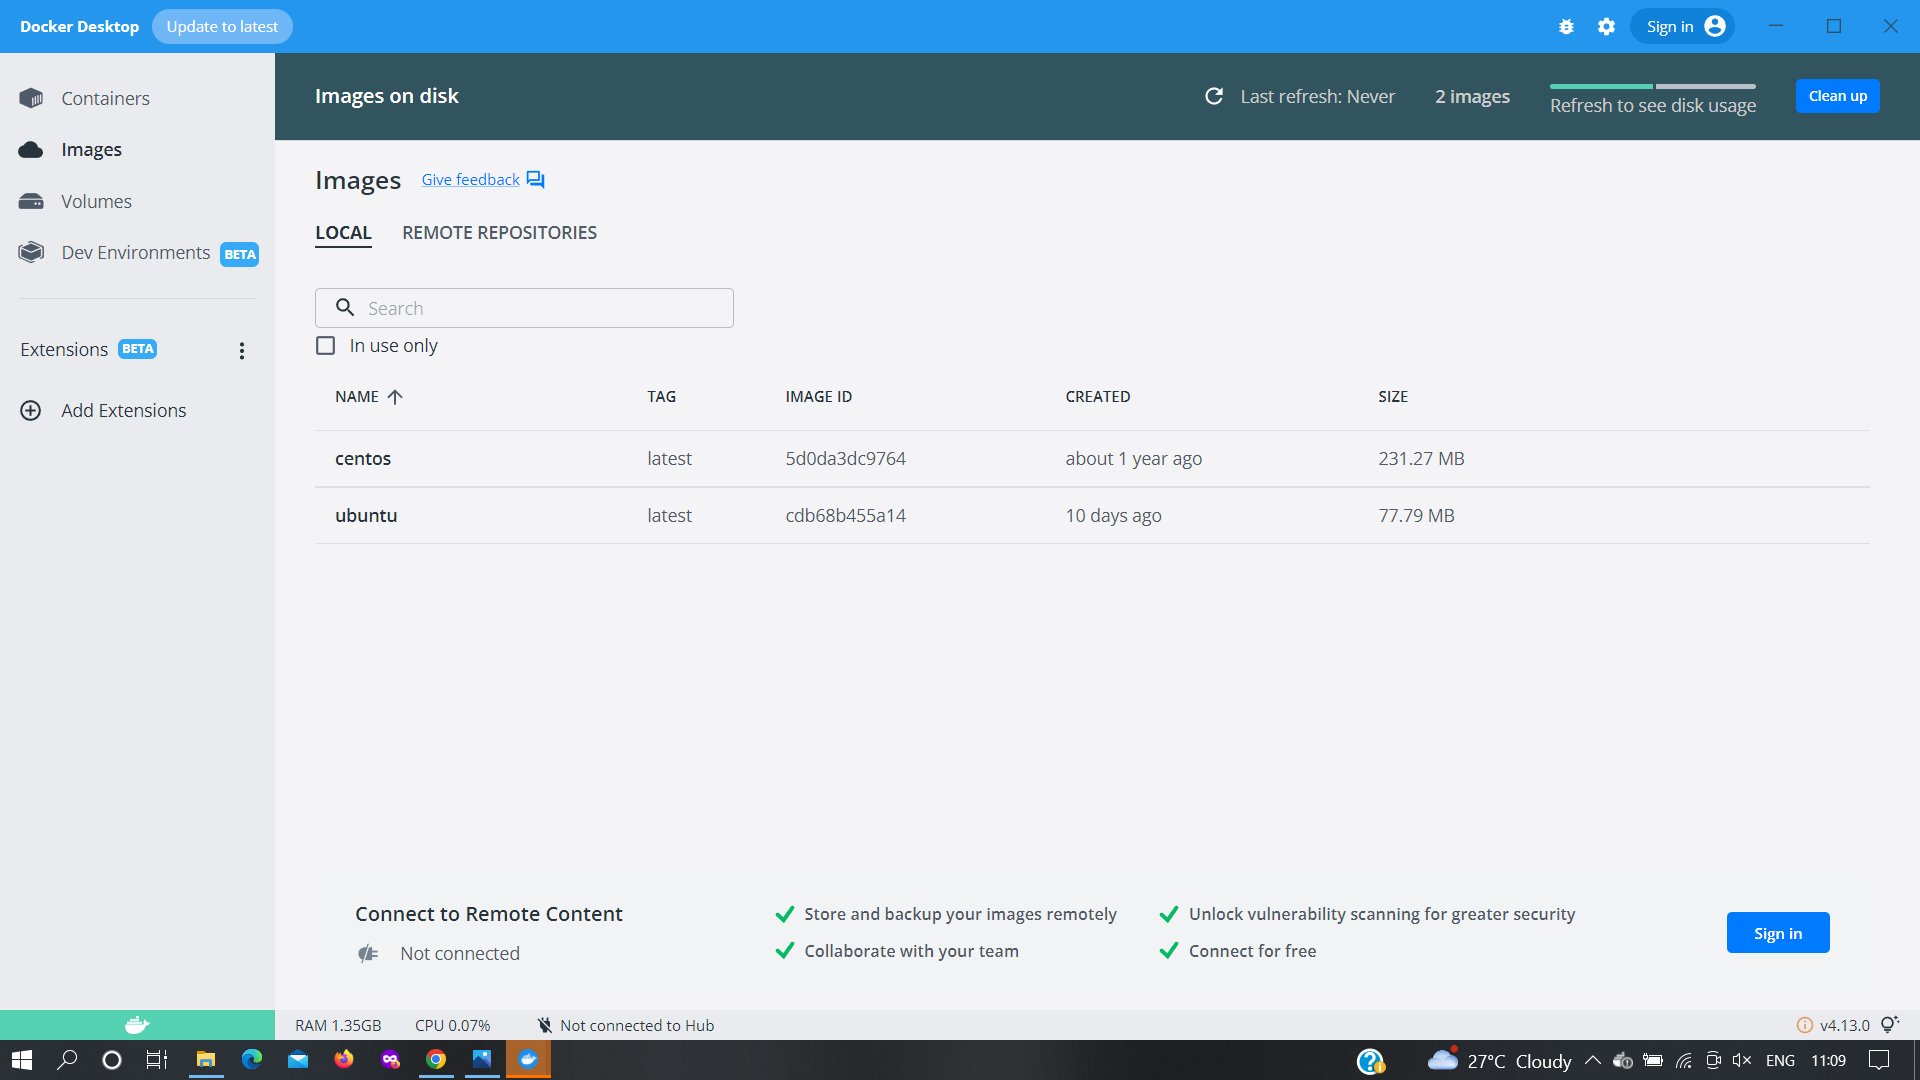 Docker Desktop Update to latest Sign in
Containers
Images
Volumes
Dev Environments BETA
Extensions BETA
Add Extensions
Images on disk Last refresh: Never 2 images Refresh to see disk usage Clean up
Images Give feedback
LOCAL REMOTE REPOSITORIES
Search
In use only
NAME TAG IMAGE ID CREATED SIZE
centos latest 5d0da3dc9764 about 1 year ago 231.27 MB
ubuntu latest cdb68b455a14 10 days ago 77.79 MB
Connect to Remote Content
Not connected
Store and backup your images remotely
Collaborate with your team
Unlock vulnerability scanning for greater security
Connect for free
Sign in
RAM 1.35GB CPU 0.07% Not connected to Hub v4.13.0
27°C Cloudy ENG 11:09